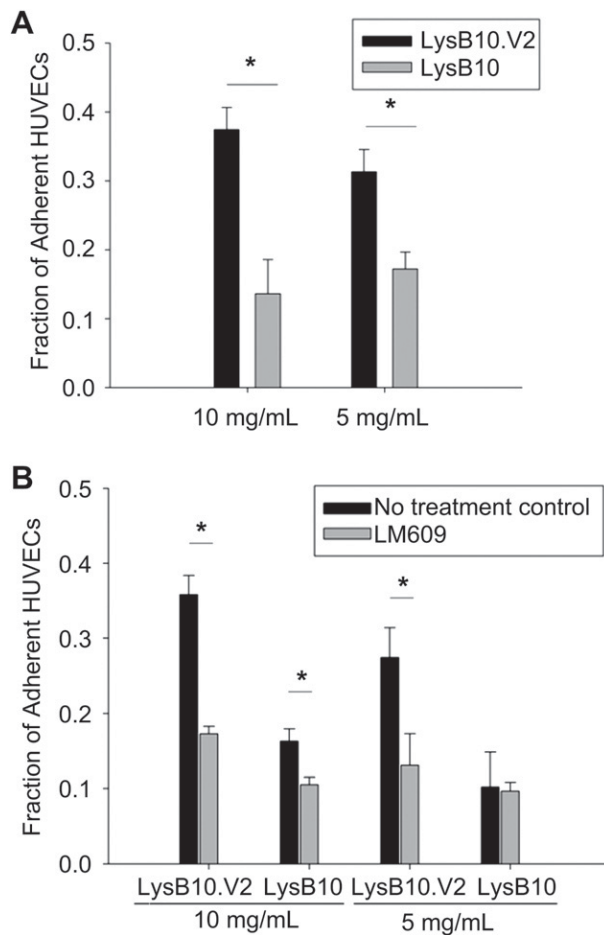 A
Fraction of Adherent HUVECs
0.5
0.4
0.3
0.2
0.1
0.0
LysB10.V2
LysB10
*
*
10 mg/mL
5 mg/mL
B
Fraction of Adherent HUVECs
0.5
0.4
0.3
0.2
0.1
0.0
No treatment control
LM609
*
*
*
LysB10.V2 LysB10 LysB10.V2 LysB10
10 mg/mL 5 mg/mL